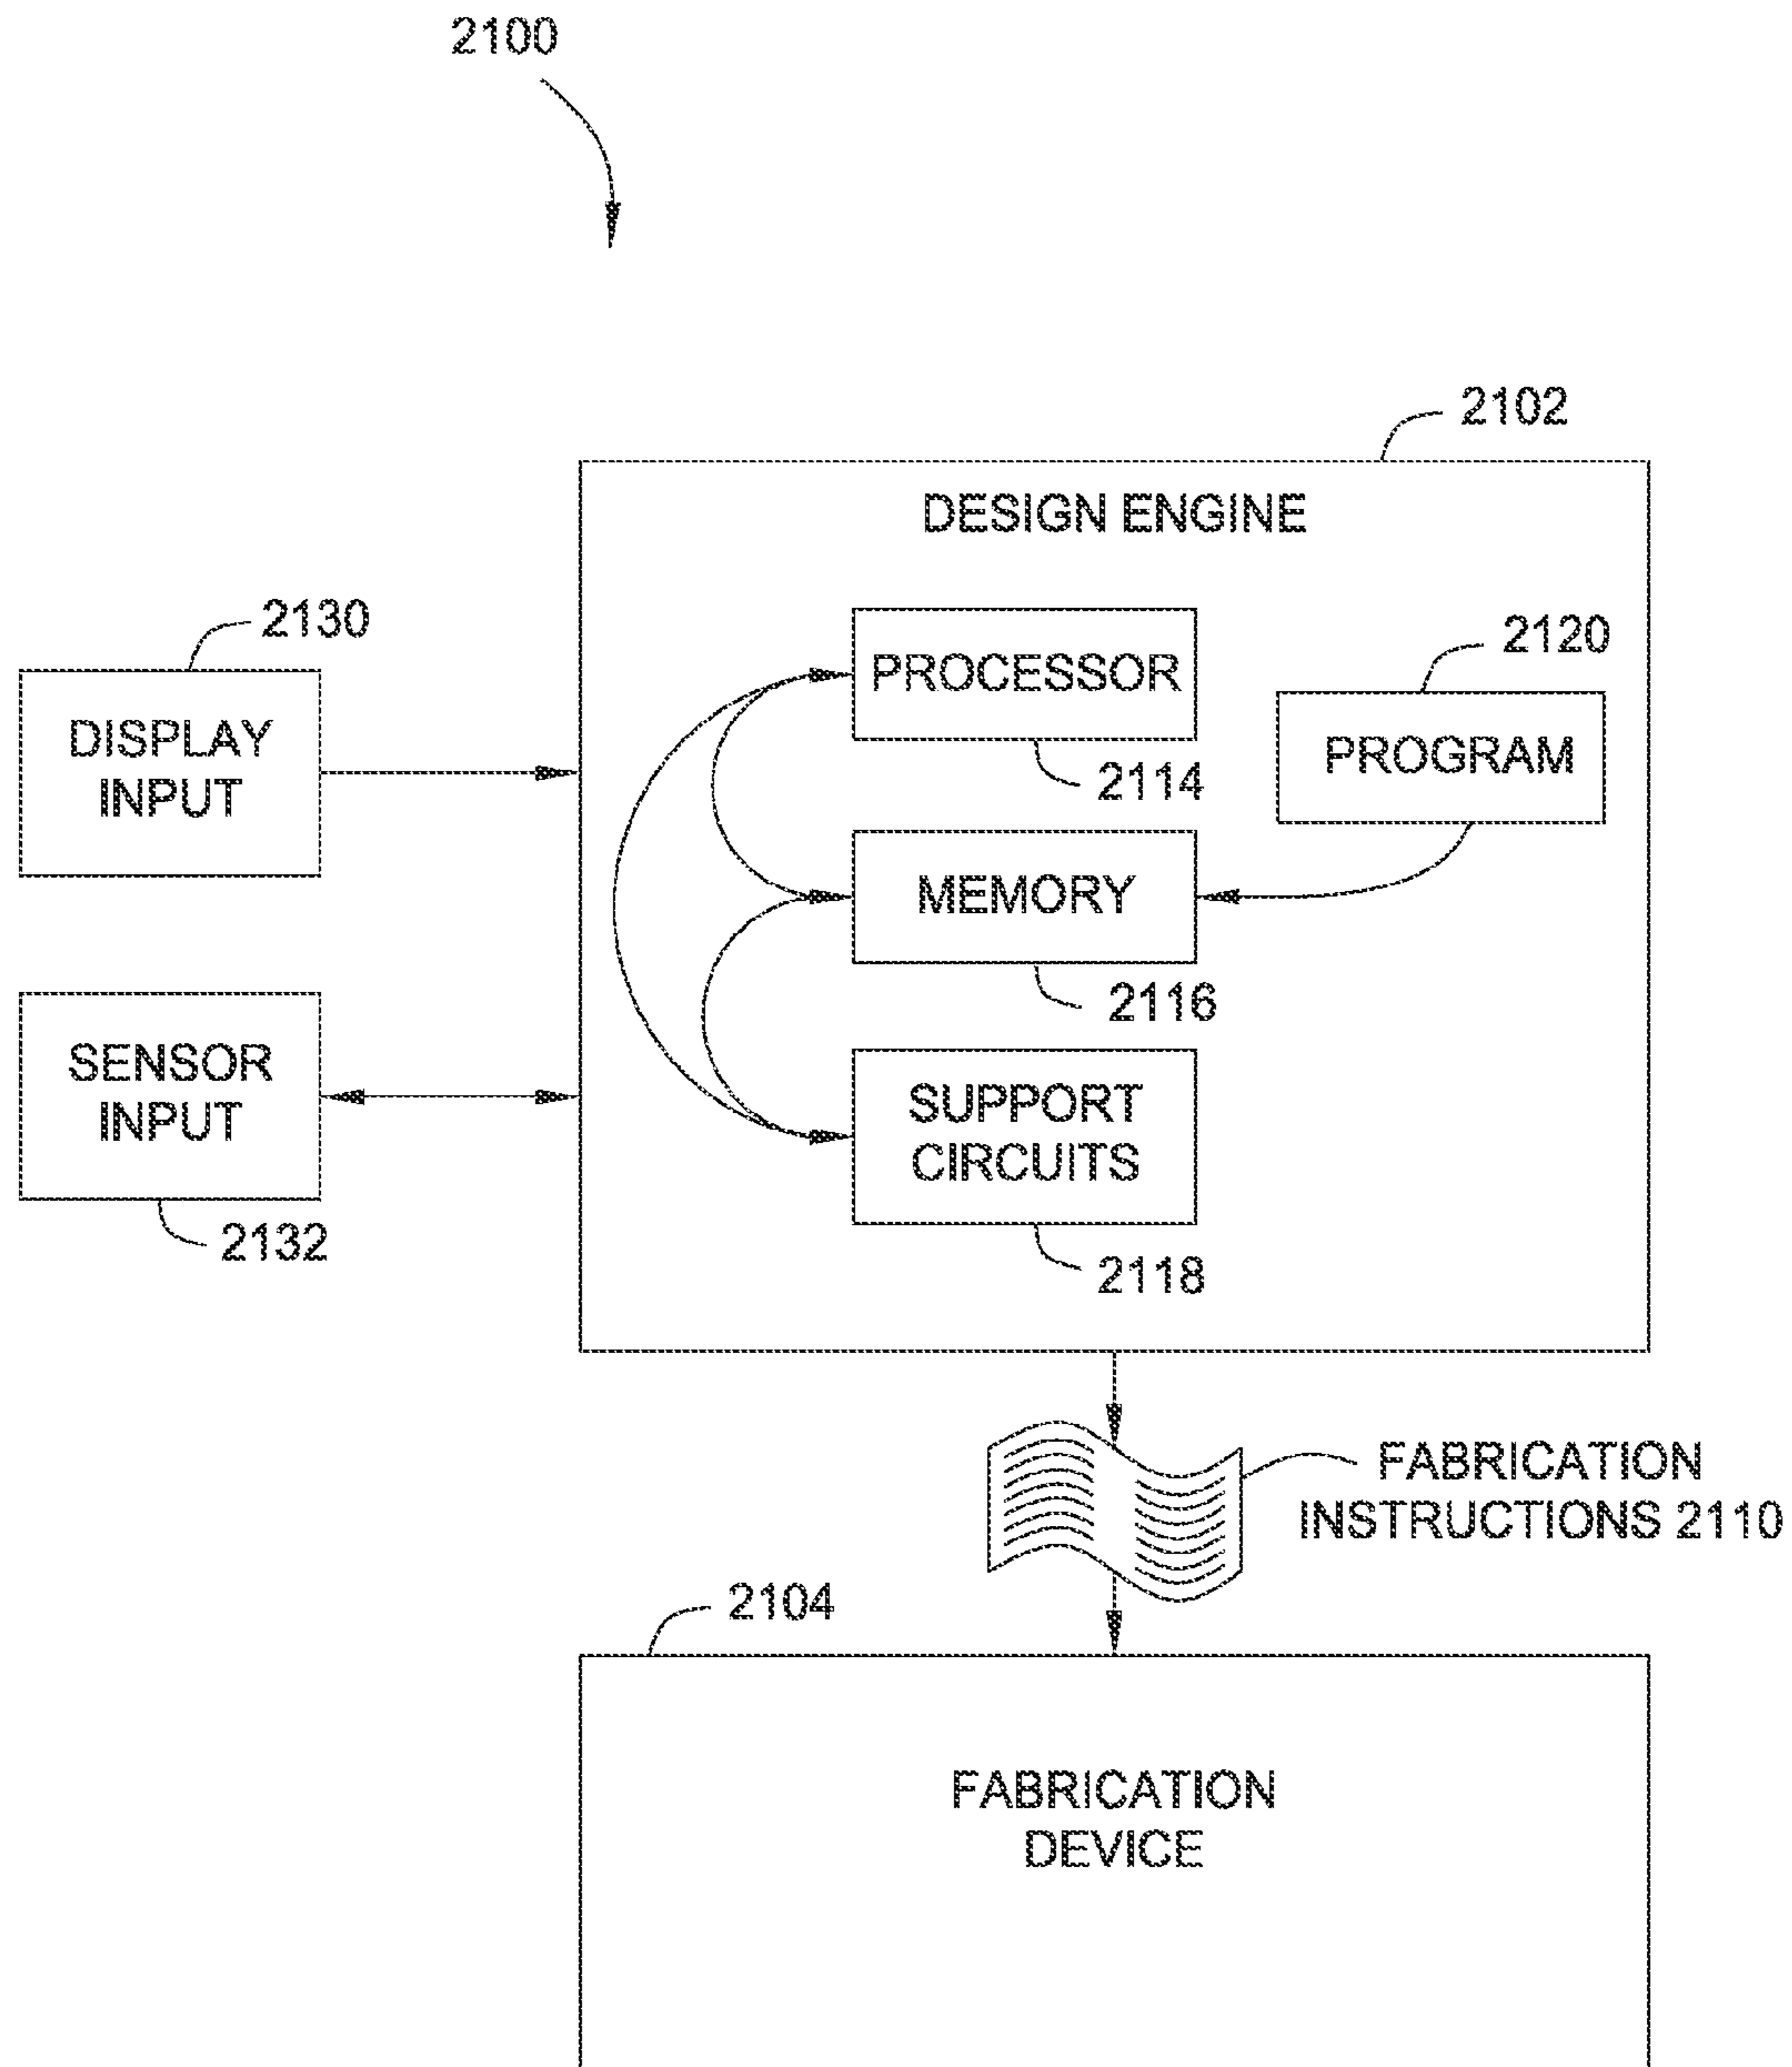 2100
2102
DESIGN ENGINE
2130
DISPLAY
INPUT
PROCESSOR
2114
2120
PROGRAM
MEMORY
2116
SENSOR
INPUT
2132
SUPPORT
CIRCUITS
2118
FABRICATION
INSTRUCTIONS 2110
2104
FABRICATION
DEVICE